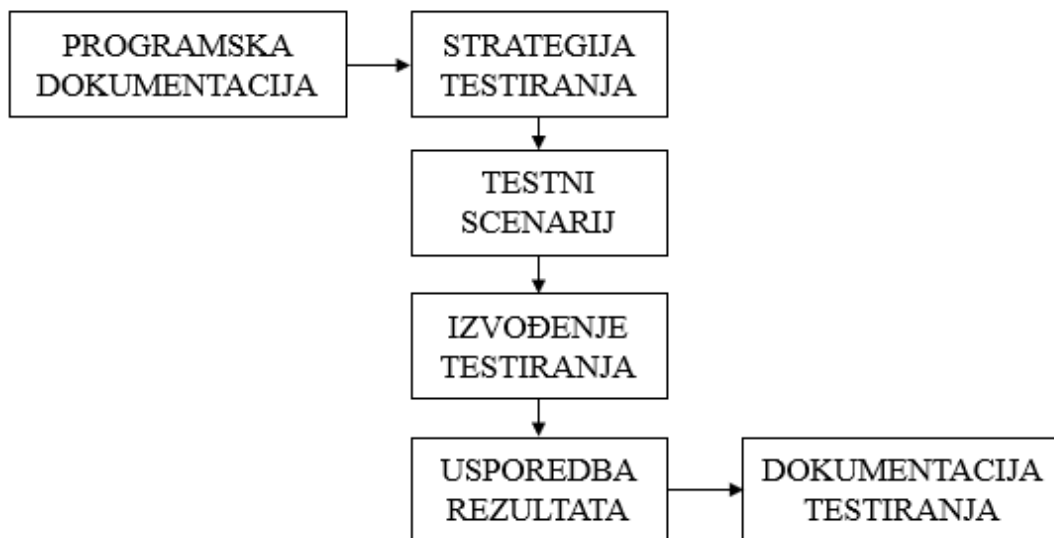 PROGRAMSKA
DOKUMENTACIJA
STRATEGIJA
TESTIRANJA
TESTNI
SCENARIJ
IZVOĐENJE
TESTIRANJA
USPOREDBA
REZULTATA
DOKUMENTACIJA
TESTIRANJA